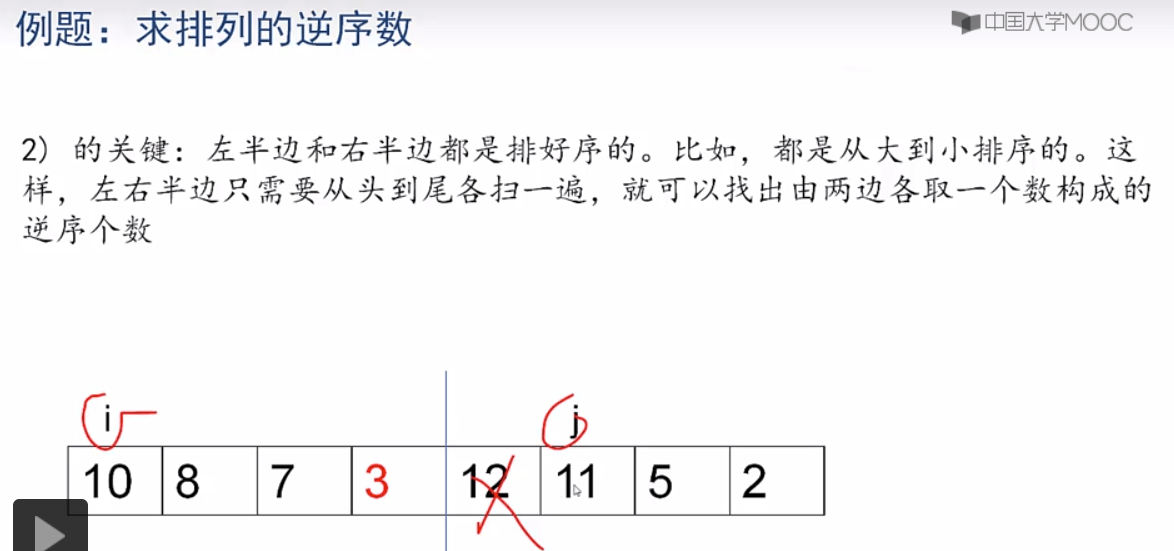 例题：求排列的逆序数
中国大学MOOC
2）的关键：左半边和右半边都是排好序的。比如，都是从大到小排序的。这
样，左右半边只需要从头到尾各扫一遍，就可以找出由两边各取一个数构成的
逆序个数
i j
10 8 7 3 12 11 5 2